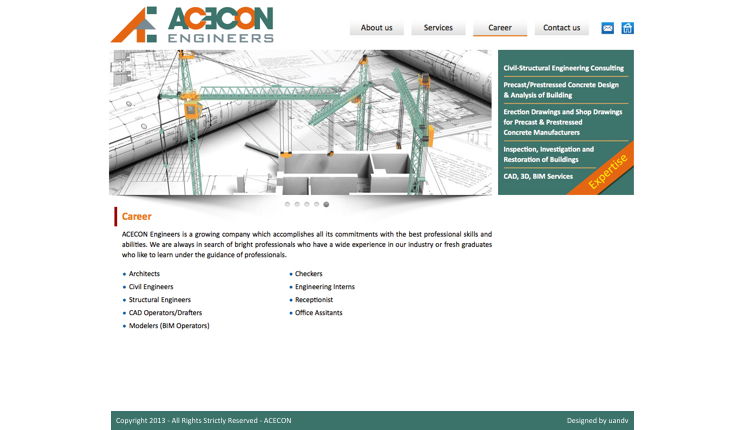 ACECON
ENGINEERS
About us
Services
Career
Contact us
Civil-Structural Engineering Consulting
Precast/Prestressed Concrete Design
& Analysis of Building
Erection Drawings and Shop Drawings
for Precast & Prestressed
Concrete Manufacturers
Inspection, Investigation and
Restoration of Buildings
CAD, 3D, BIM Services
Expertise
Career
ACECON Engineers is a growing company which accomplishes all its commitments with the best professional skills and
abilities. We are always in search of bright professionals who have a wide experience in our industry or fresh graduates
who like to learn under the guidance of professionals.
Architects
Civil Engineers
Structural Engineers
CAD Operators/Drafters
Modelers (BIM Operators)
Checkers
Engineering Interns
Receptionist
Office Assitants
Copyright 2013 - All Rights Strictly Reserved - ACECON
Designed by uandv